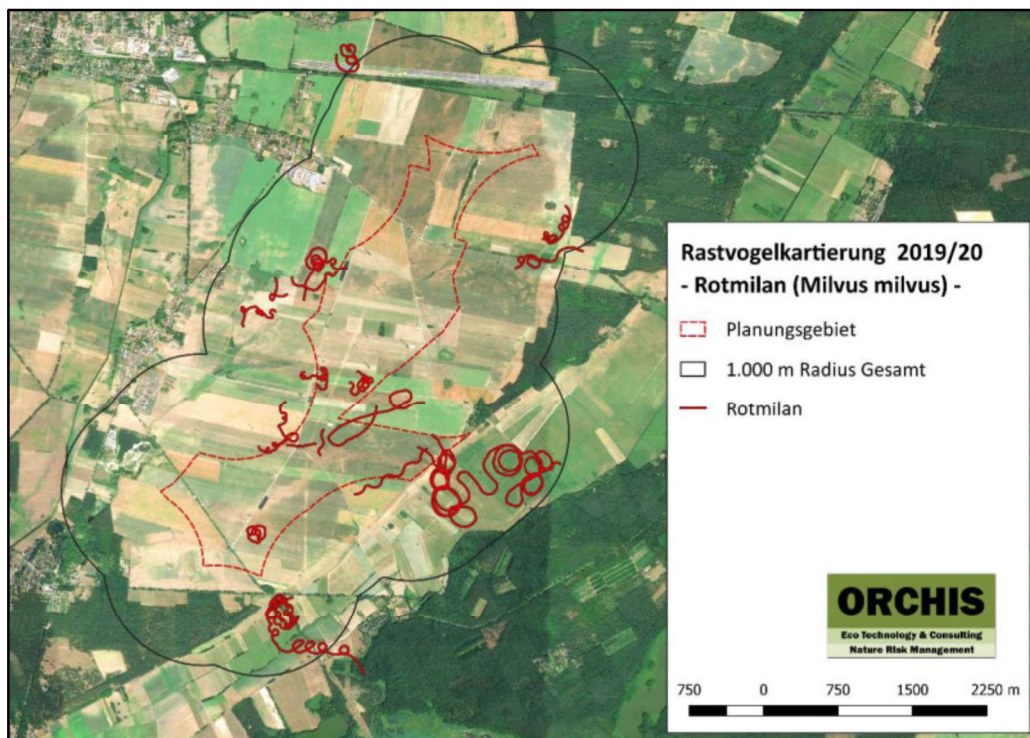 Rastvogelkartierung 2019/20
- Rotmilan (Milvus milvus) -
Planungsgebiet
1.000 m Radius Gesamt
Rotmilan
ORCHIS
Eco Technology & Consulting
Nature Risk Management
750 0 750 1500 2250 m